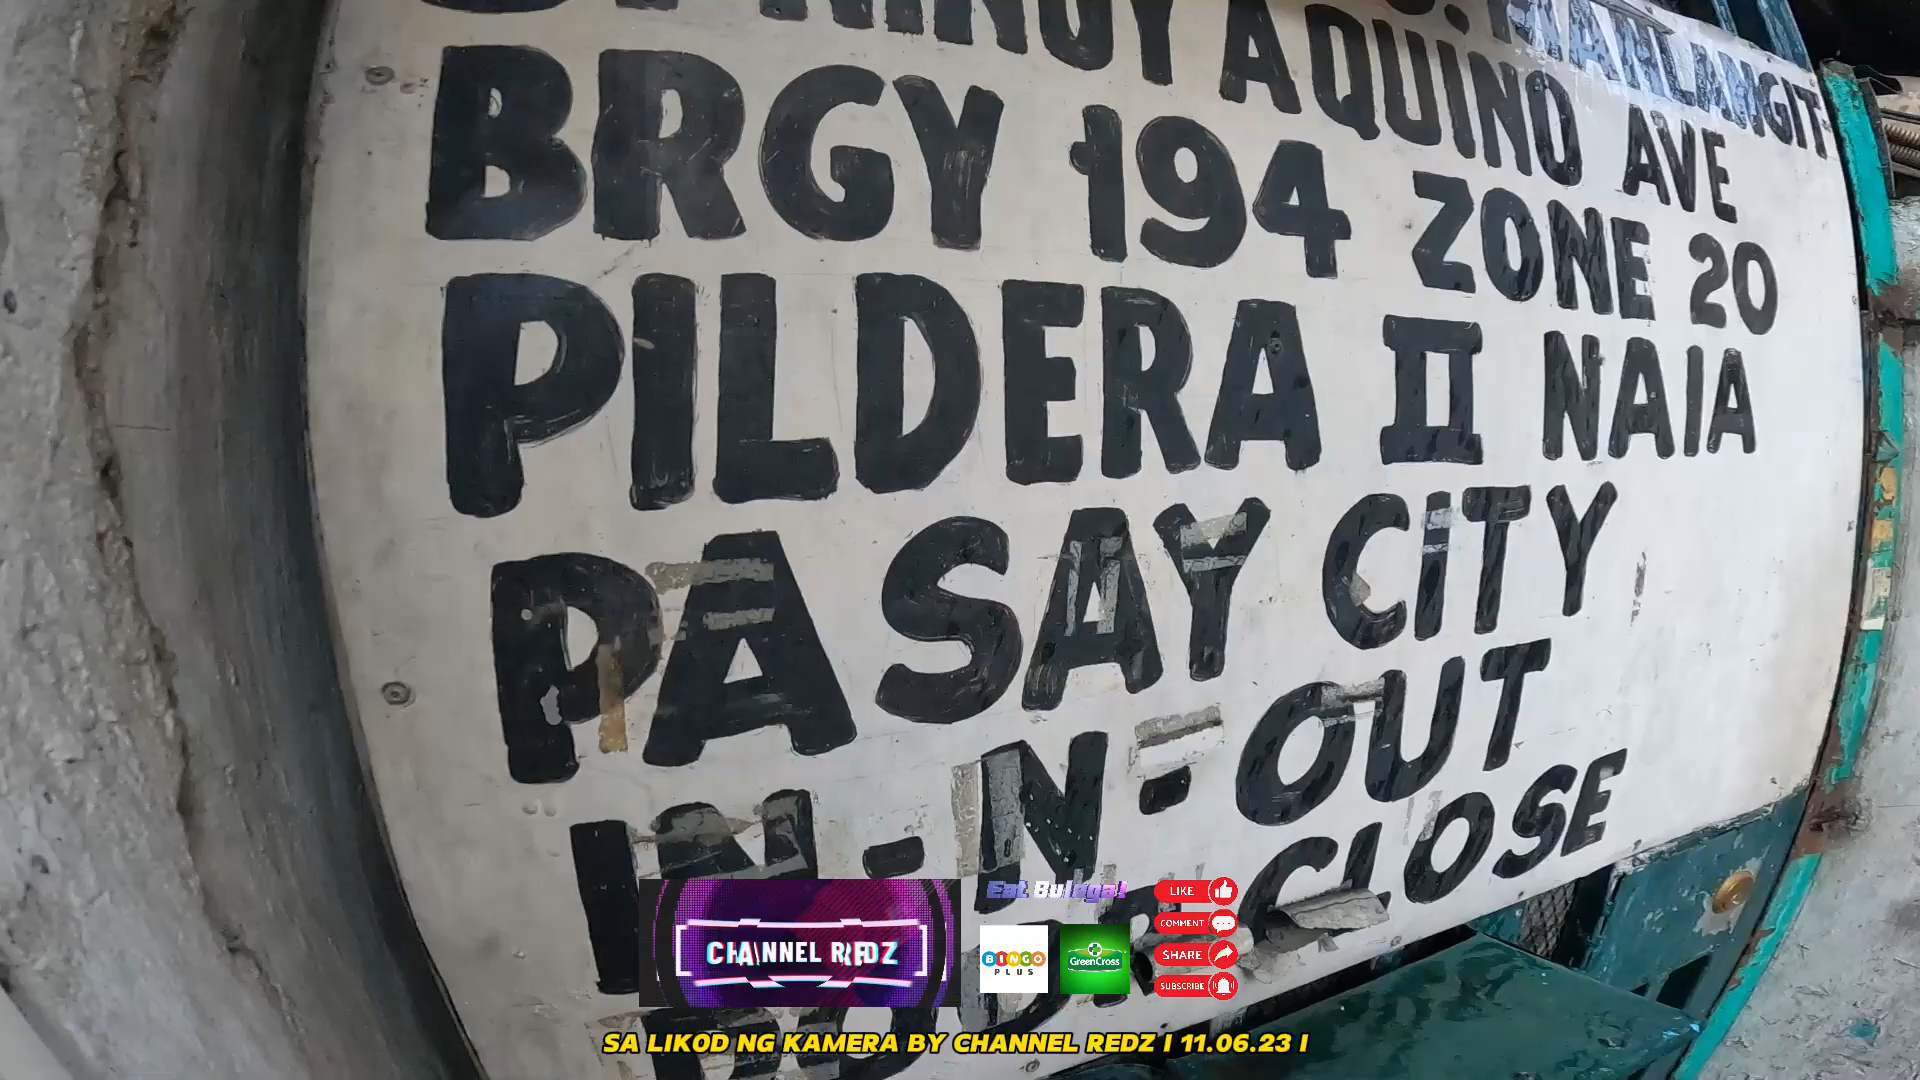 NINOY AQUINO AVE
BRGY 194 ZONE 20
PILDERA II NAIA
PASAY CITY
IN-N-OUT
CLOSE
CHANNEL REDZ
Eat Bulaga!
BINGO
PLUS
GreenCross
LIKE
COMMENT
SHARE
SUBSCRIBE
SA LIKOD NG KAMERA BY CHANNEL REDZ I 11.06.23 I